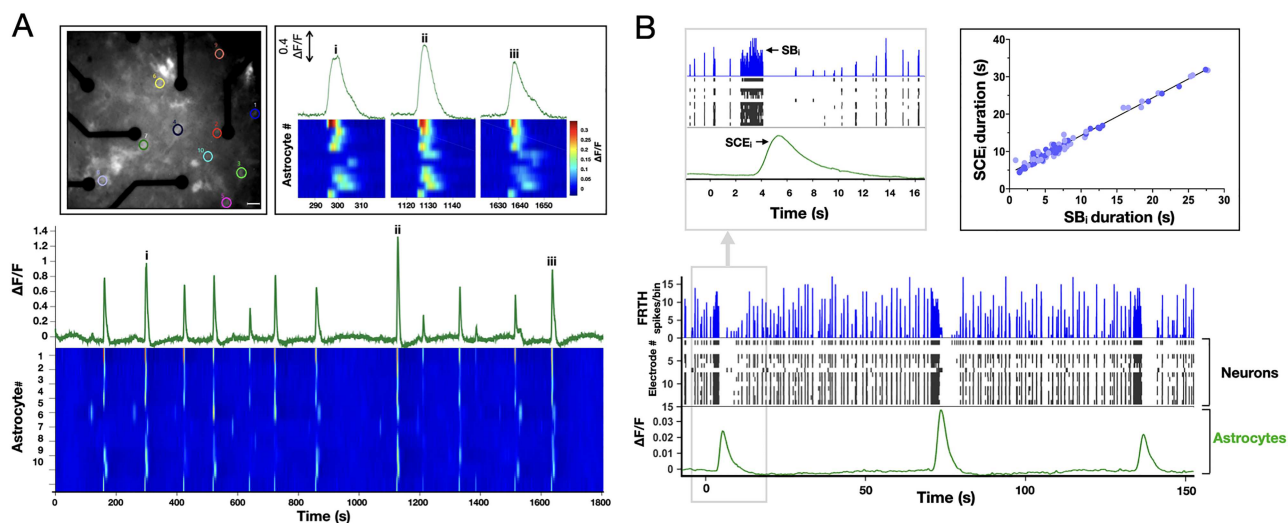 A
0.4
ΔF/F
i
ii
iii
Astrocyte #
0.3
0.25
0.2
0.15
0.1
0.05
0
ΔF/F
290 300 310
1120 1130 1140
1630 1640 1650
1.4
1.2
1.0
0.8
0.6
0.4
0.2
0
ΔF/F
i
ii
iii
1
2
3
4
5
6
7
8
9
10
Astrocyte#
0 200 400 600 800 1000 1200 1400 1600 1800
Time (s)
B
SBi
SCEi
0 2 4 6 8 10 12 14 16
Time (s)
40
30
20
10
0
SCEi duration (s)
0 5 10 15 20 25 30
SBi duration (s)
15
10
5
0
FRTH
spikes/bin
Electrode #
5
10
Neurons
0.03
0.02
0.01
0
ΔF/F
Astrocytes
0 50 100 150
Time (s)